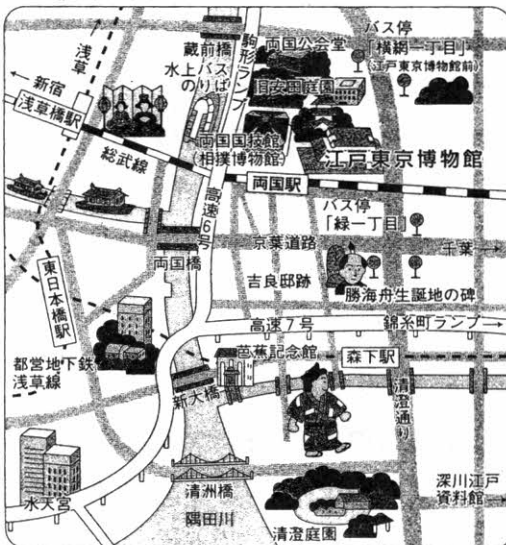 浅草
新宿
浅草橋駅
総武線
蔵前橋
水上バス
のりば
駒形ランプ
両国公会堂
旧安田庭園
両国国技館
(相撲博物館)
バス停
「横網一丁目」
(江戸東京博物館前)
江戸東京博物館
両国駅
高速6号
バス停
「緑一丁目」
京葉道路
千葉
両国橋
吉良邸跡
勝海舟生誕地の碑
東日本橋駅
高速7号
錦糸町ランプ
都営地下鉄
浅草線
芭蕉記念館
森下駅
新大橋
清澄通り
水天宮
清洲橋
隅田川
清澄庭園
深川江戸
資料館